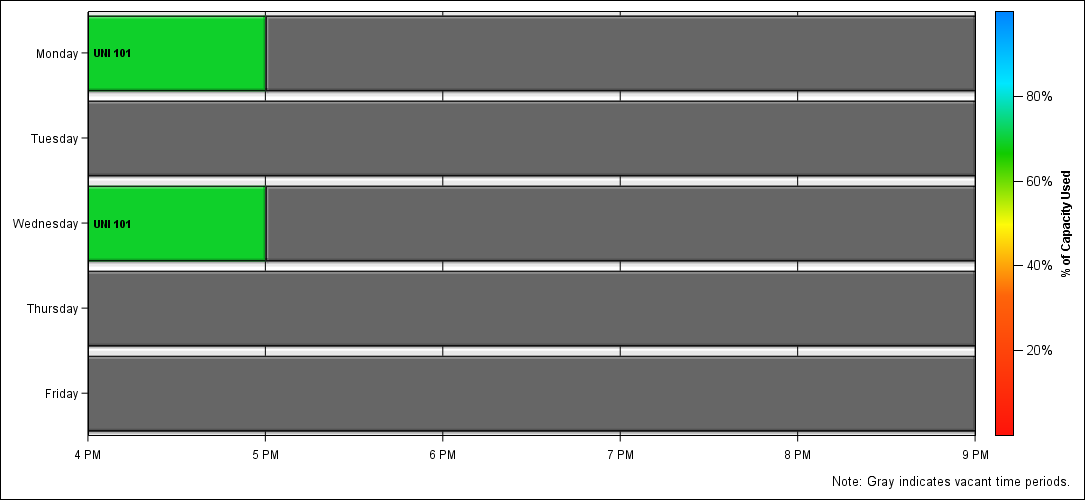 Monday
UNI 101
Tuesday
Wednesday
UNI 101
Thursday
Friday
4 PM
5 PM
6 PM
7 PM
8 PM
9 PM
80%
60%
40%
20%
% of Capacity Used
Note: Gray indicates vacant time periods.